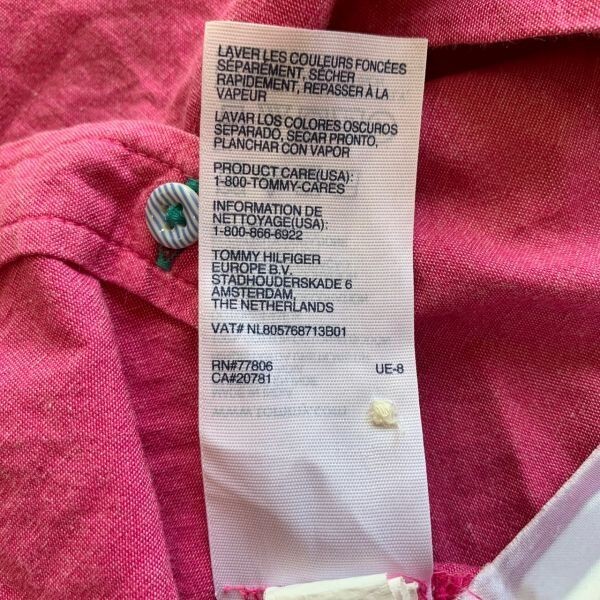 LAVER LES COULEURS FONCÉES
SÉPARÉMENT, SÉCHER
RAPIDEMENT, REPASSER À LA
VAPEUR
LAVAR LOS COLORES OSCUROS
SEPARADO, SECAR PRONTO,
PLANCHAR CON VAPOR
PRODUCT CARE(USA):
1-800-TOMMY-CARES
INFORMATION DE
NETTOYAGE(USA):
1-800-866-6922
TOMMY HILFIGER
EUROPE B.V.
STADHOUDERSKADE 6
AMSTERDAM,
THE NETHERLANDS
VAT# NL805768713B01
RN#77806 UE-8
CA#20781